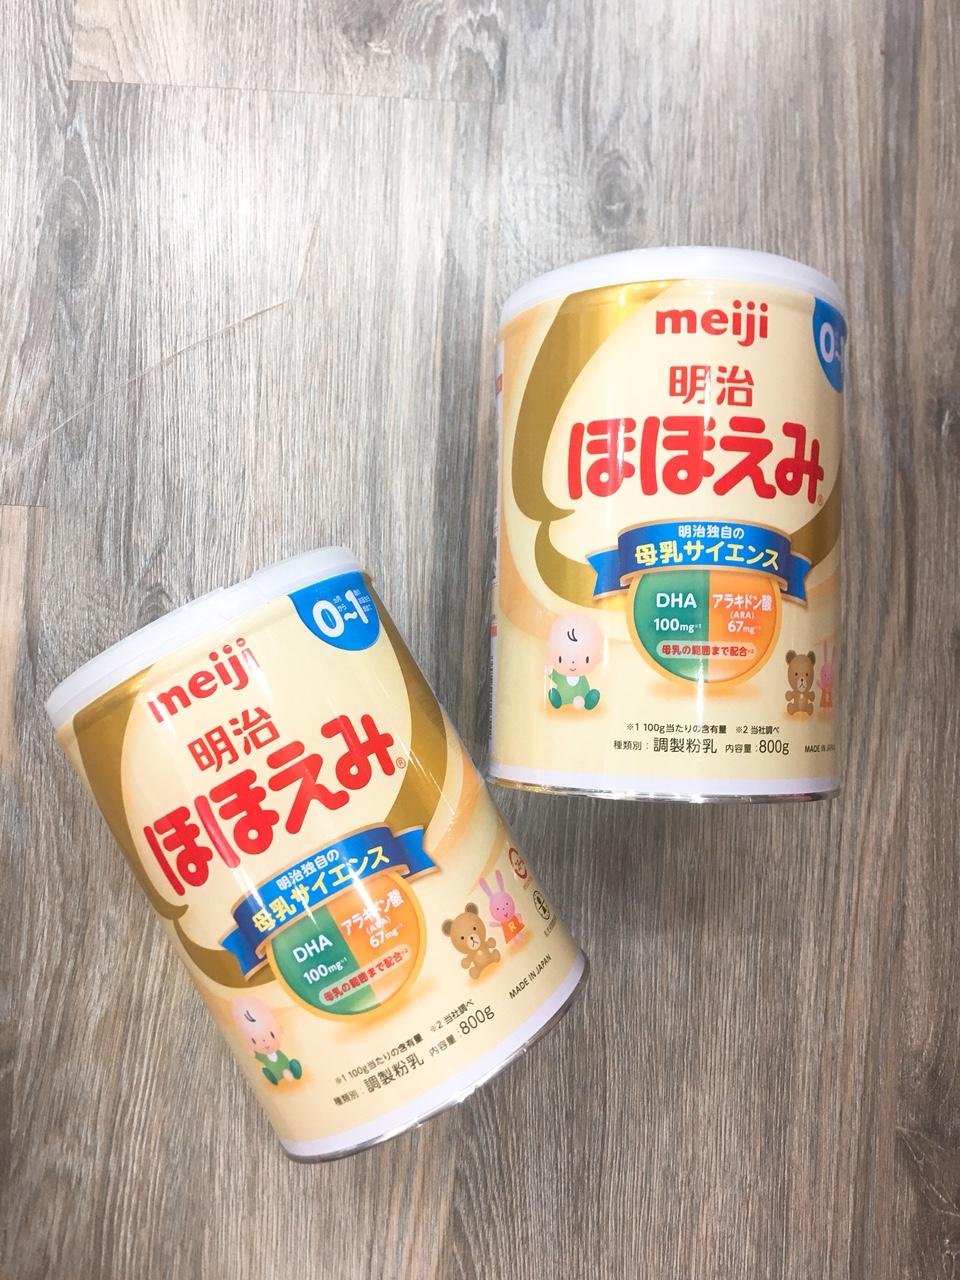 meiji
明治
ほほえみ®
明治独自の
母乳サイエンス
DHA
100mg※1
アラキドン酸
(ARA)
67mg※1
母乳の範囲まで配合※2
※1 100g当たりの含有量 ※2 当社調べ
種類別：調製粉乳 内容量：800g
MADE IN JAPAN
0~1
meiji
明治
ほほえみ®
明治独自の
母乳サイエンス
DHA
100mg※1
アラキドン酸
(ARA)
67mg※1
母乳の範囲まで配合※2
R
※1 100g当たりの含有量 ※2 当社調べ
種類別：調製粉乳 内容量：800g
MADE IN JAPAN